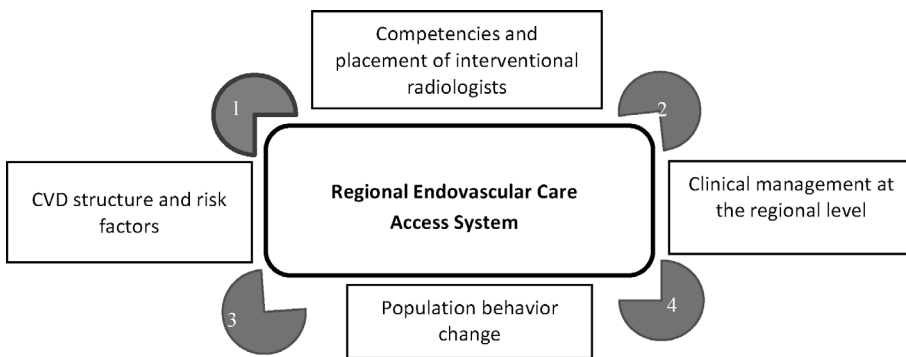 Competencies and
placement of interventional
radiologists
1
2
CVD structure and risk
factors
Regional Endovascular Care
Access System
Clinical management at
the regional level
3
Population behavior
change
4